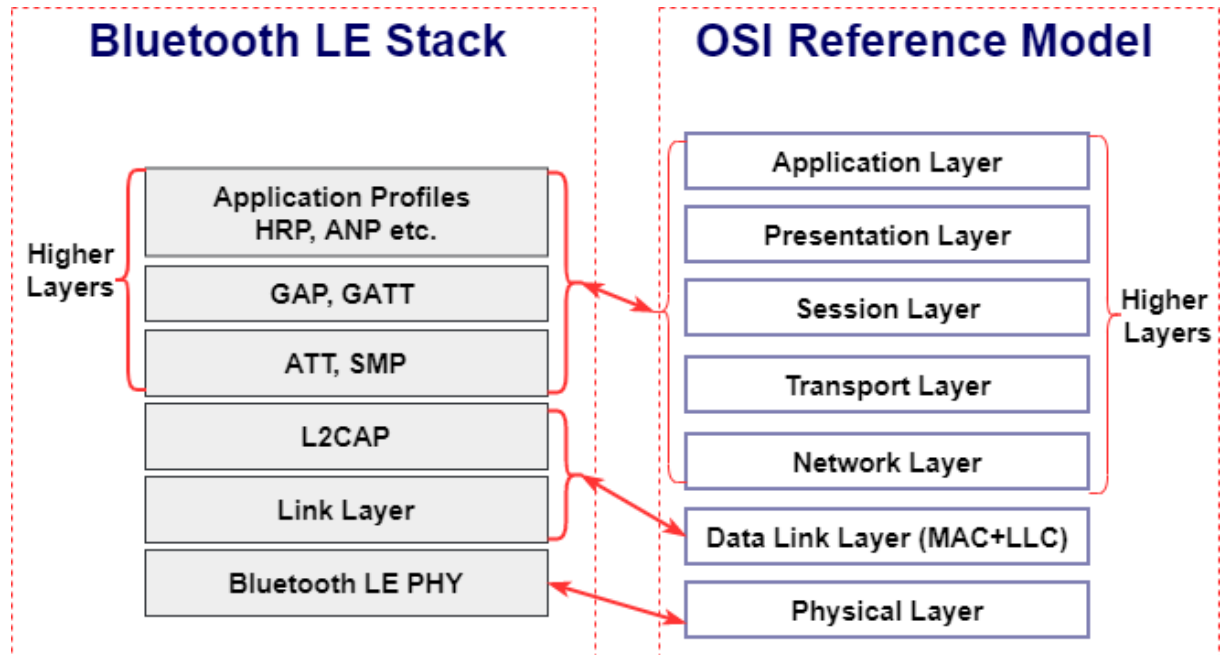 Bluetooth LE Stack
Higher
Layers
Application Profiles
HRP, ANP etc.
GAP, GATT
ATT, SMP
L2CAP
Link Layer
Bluetooth LE PHY
OSI Reference Model
Application Layer
Presentation Layer
Session Layer
Transport Layer
Network Layer
Data Link Layer (MAC+LLC)
Physical Layer
Higher
Layers